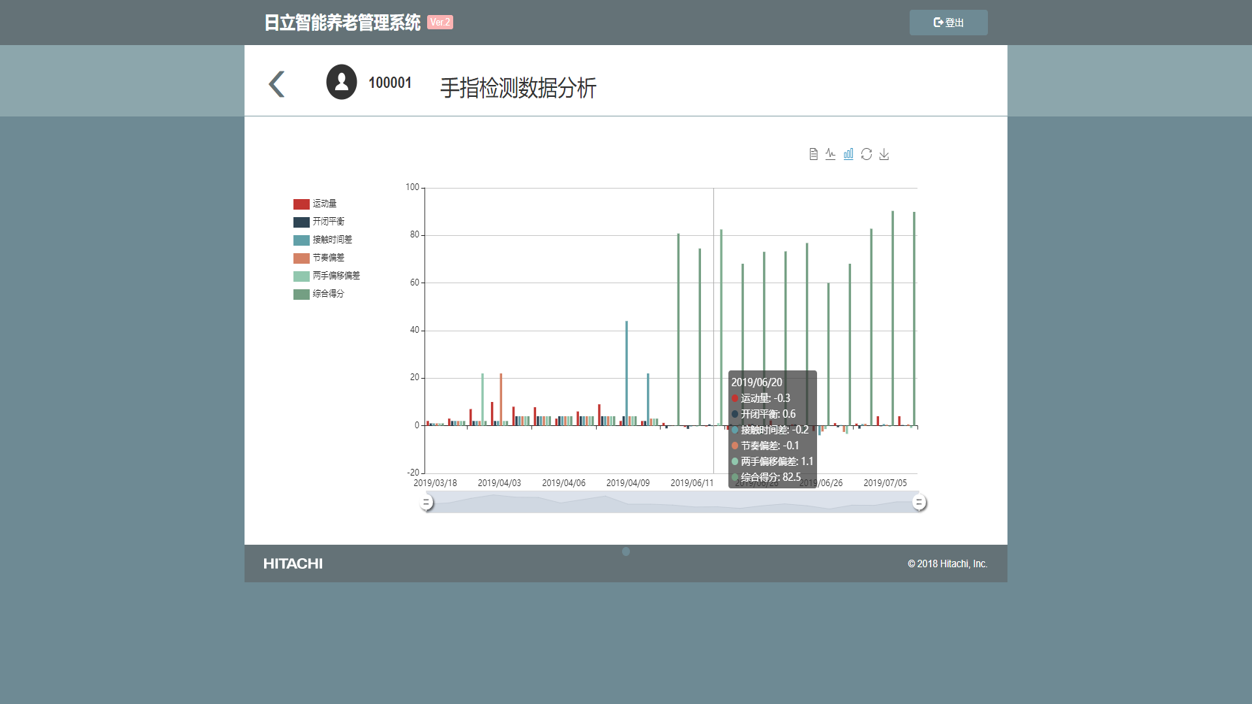 日立智能养老管理系统 Ver.2
登出
100001 手指检测数据分析
运动量
开闭平衡
接触时间差
节奏偏差
两手偏移偏差
综合得分
100
80
60
40
20
0
-20
2019/03/18 2019/04/03 2019/04/06 2019/04/09 2019/06/11 2019/06/26 2019/07/05
2019/06/20
运动量: -0.3
开闭平衡: 0.6
接触时间差: -0.2
节奏偏差: -0.1
两手偏移偏差: 1.1
综合得分: 82.5
HITACHI
© 2018 Hitachi, Inc.